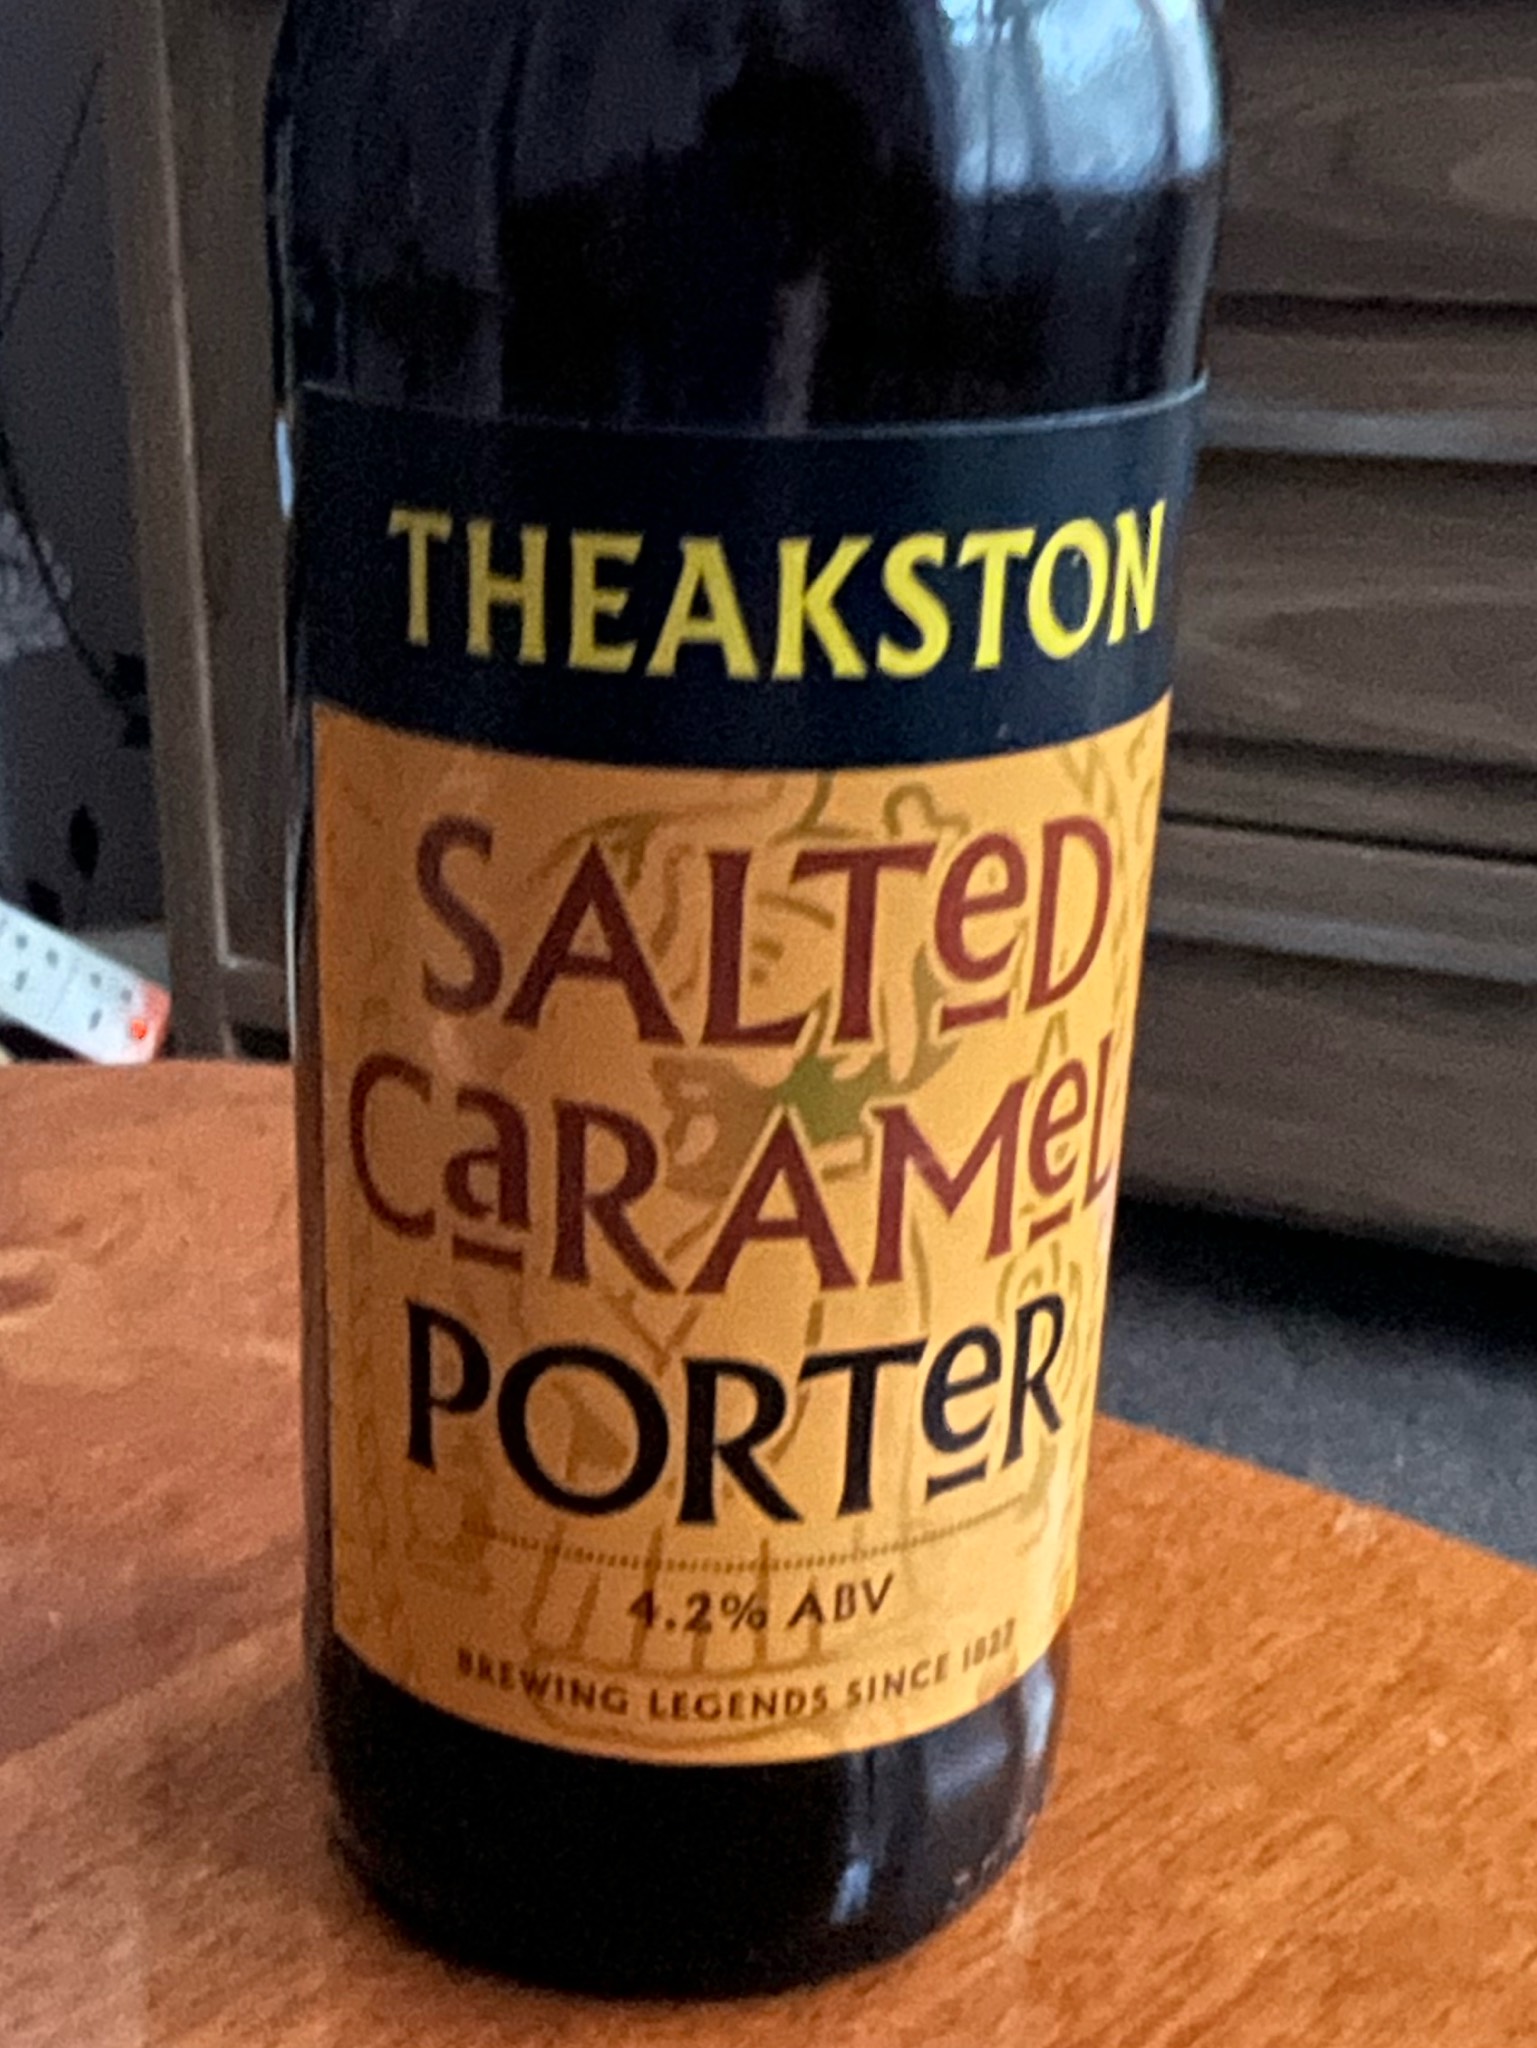 THEAKSTON
SALTeD
CaRAMeL
PORTeR
4.2% ABV
BREWING LEGENDS SINCE 1827